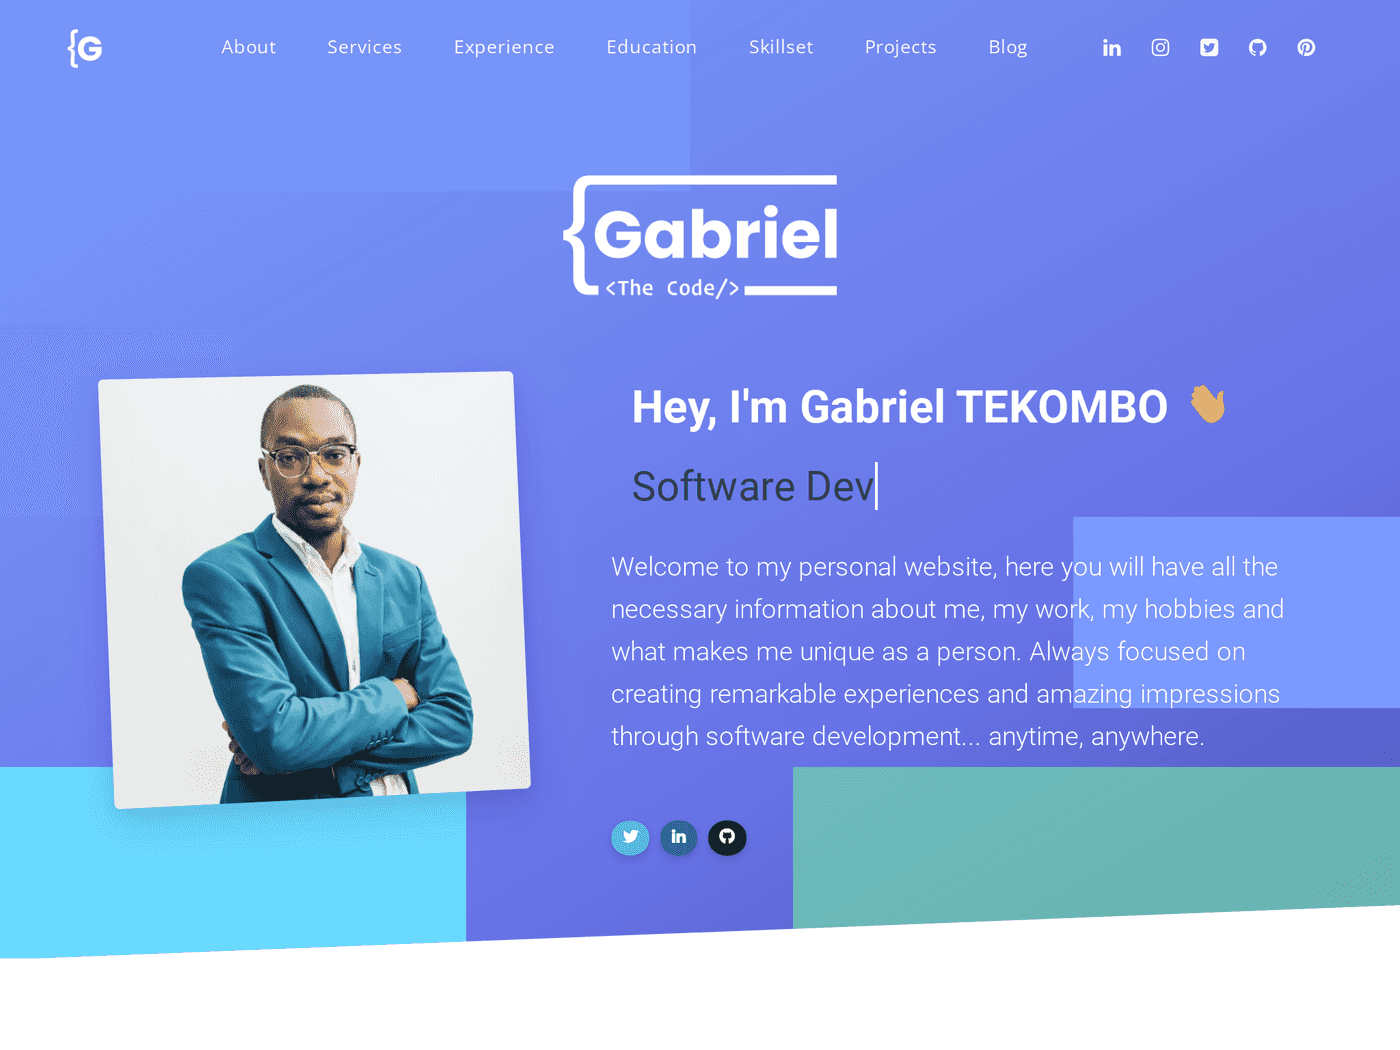 {G
About Services Experience Education Skillset Projects Blog
{Gabriel
<The Code/>
Hey, I'm Gabriel TEKOMBO
Software Dev
Welcome to my personal website, here you will have all the
necessary information about me, my work, my hobbies and
what makes me unique as a person. Always focused on
creating remarkable experiences and amazing impressions
through software development... anytime, anywhere.